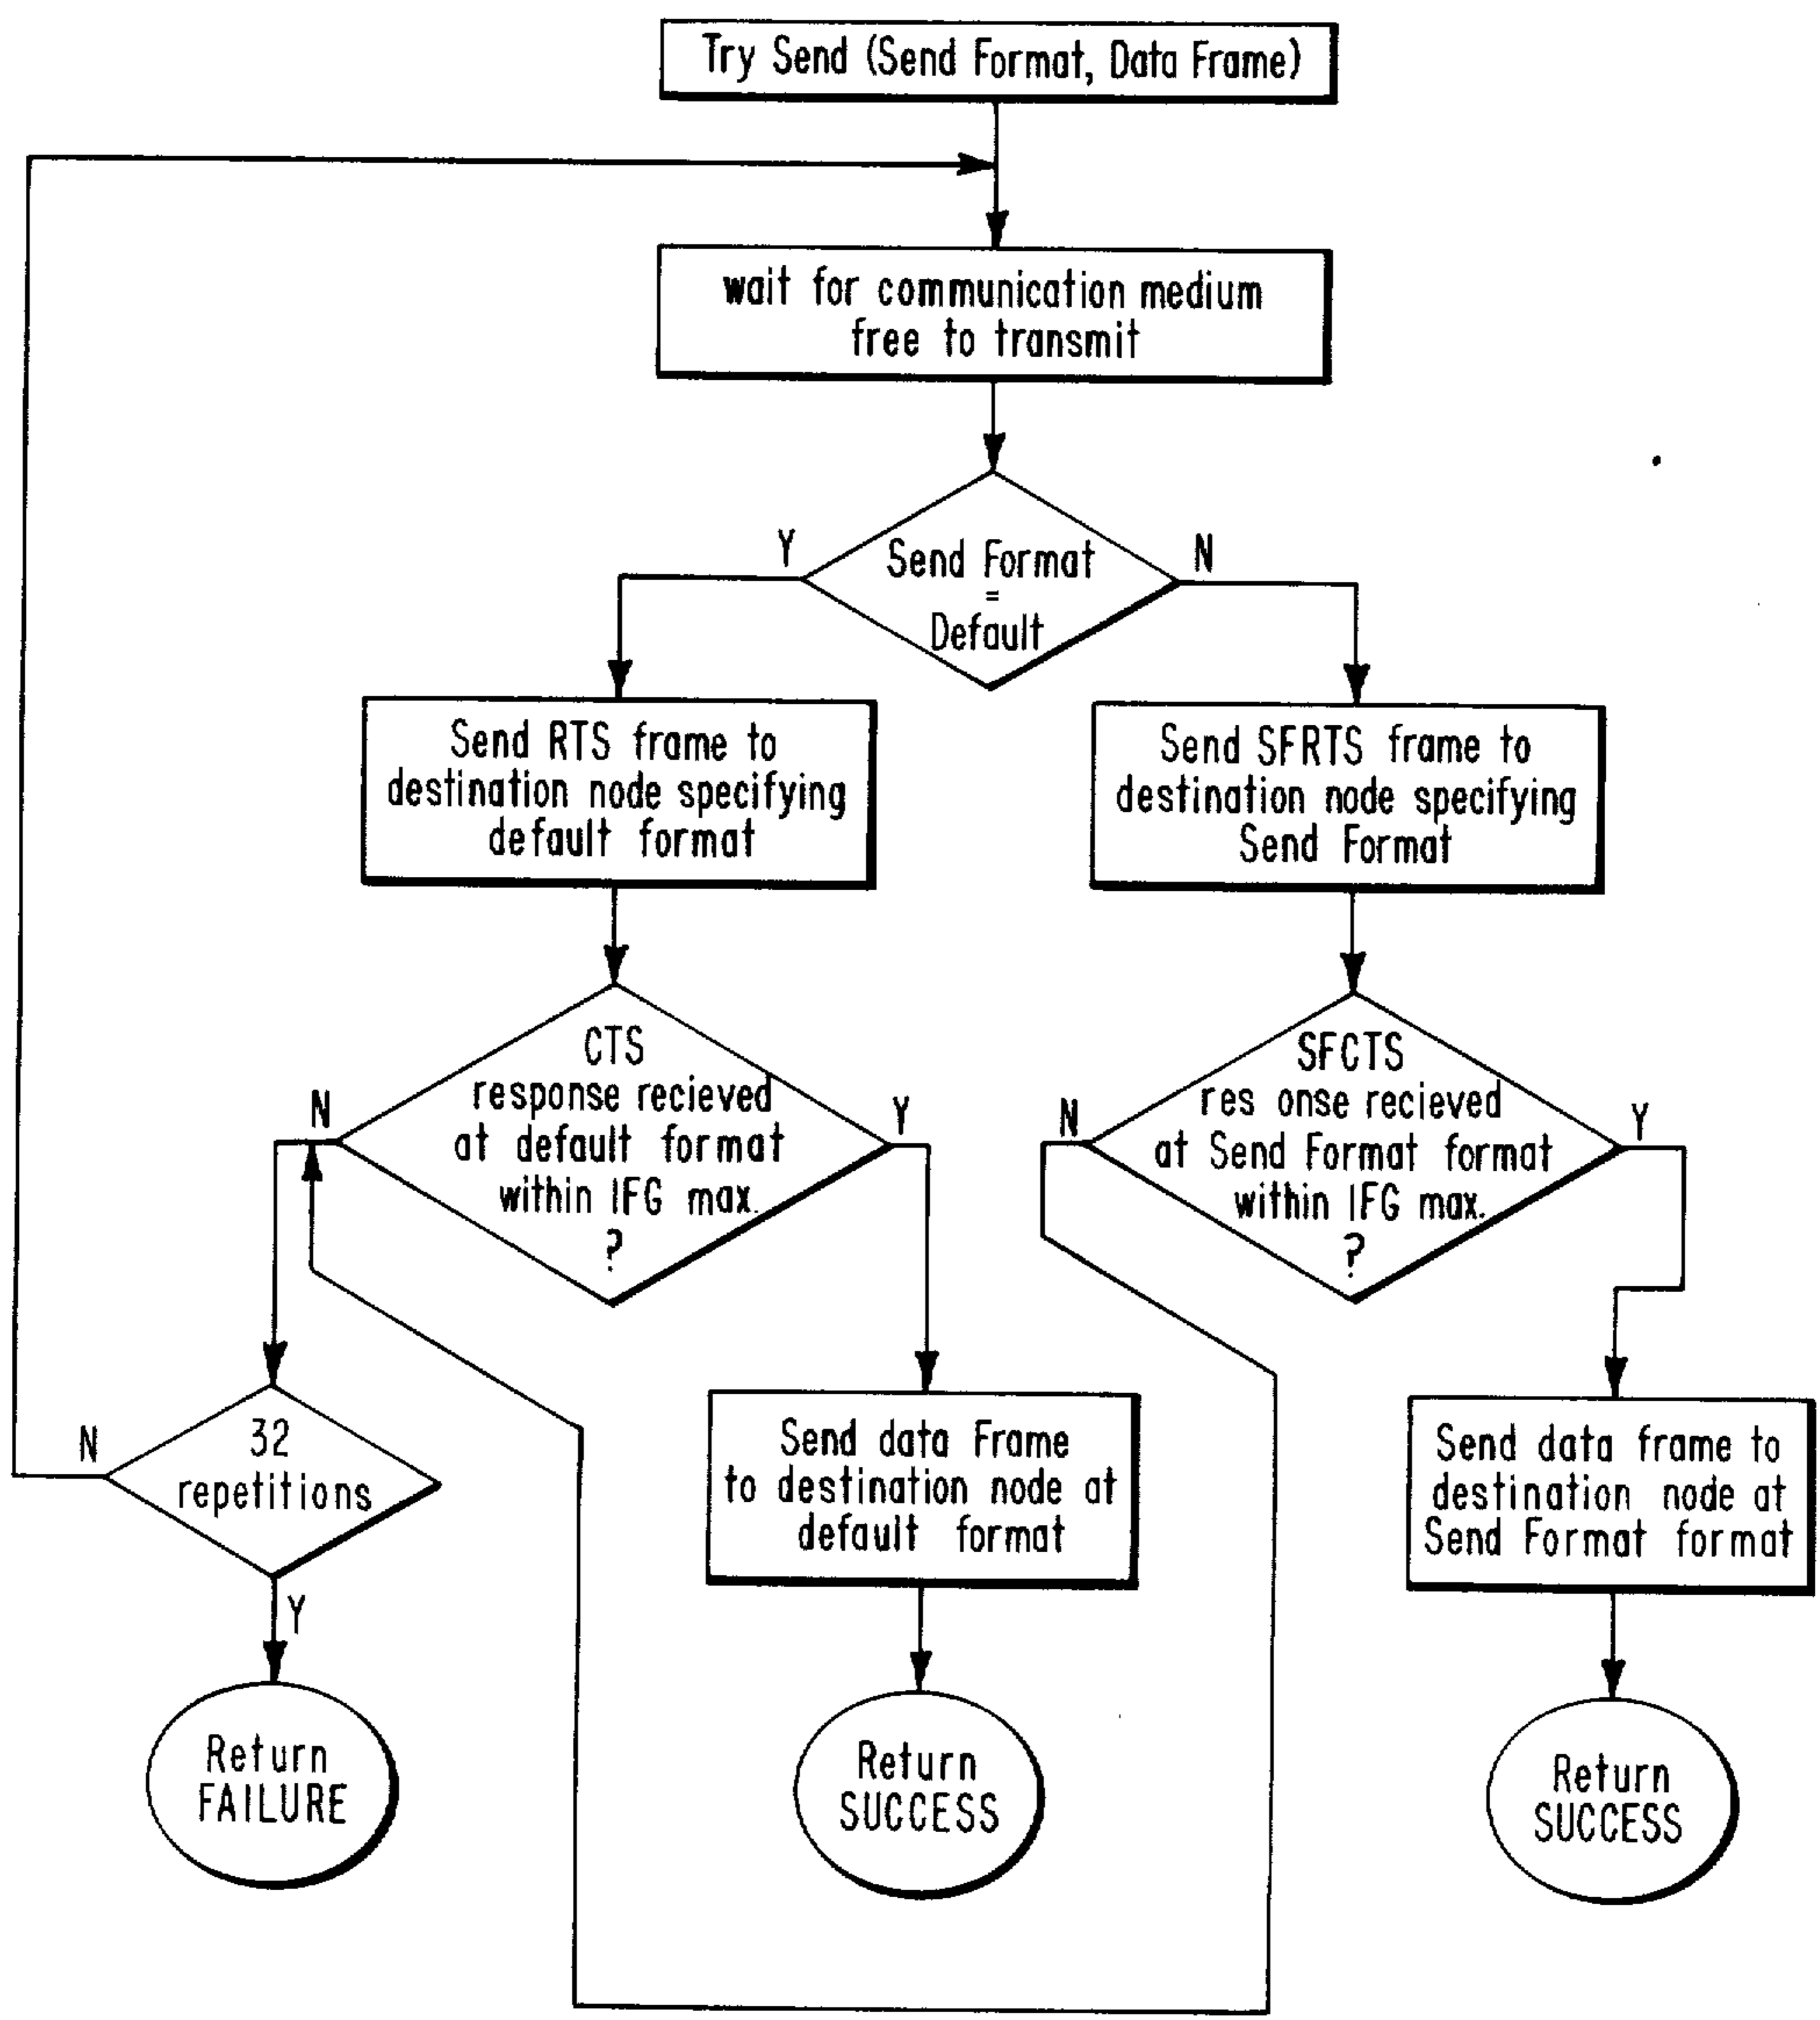 Try Send (Send Format, Data Frame)
wait for communication medium
free to transmit
Y
Send Format
=
Default
N
Send RTS frame to
destination node specifying
default format
Send SFRTS frame to
destination node specifying
Send Format
N
CTS
response recieved
at default format
within IFG max.
?
Y
N
SFCTS
res onse recieved
at Send Format format
within IFG max.
?
Y
N
32
repetitions
Y
Send data Frame
to destination node at
default format
Send data frame to
destination node at
Send Format format
Return
FAILURE
Return
SUCCESS
Return
SUCCESS